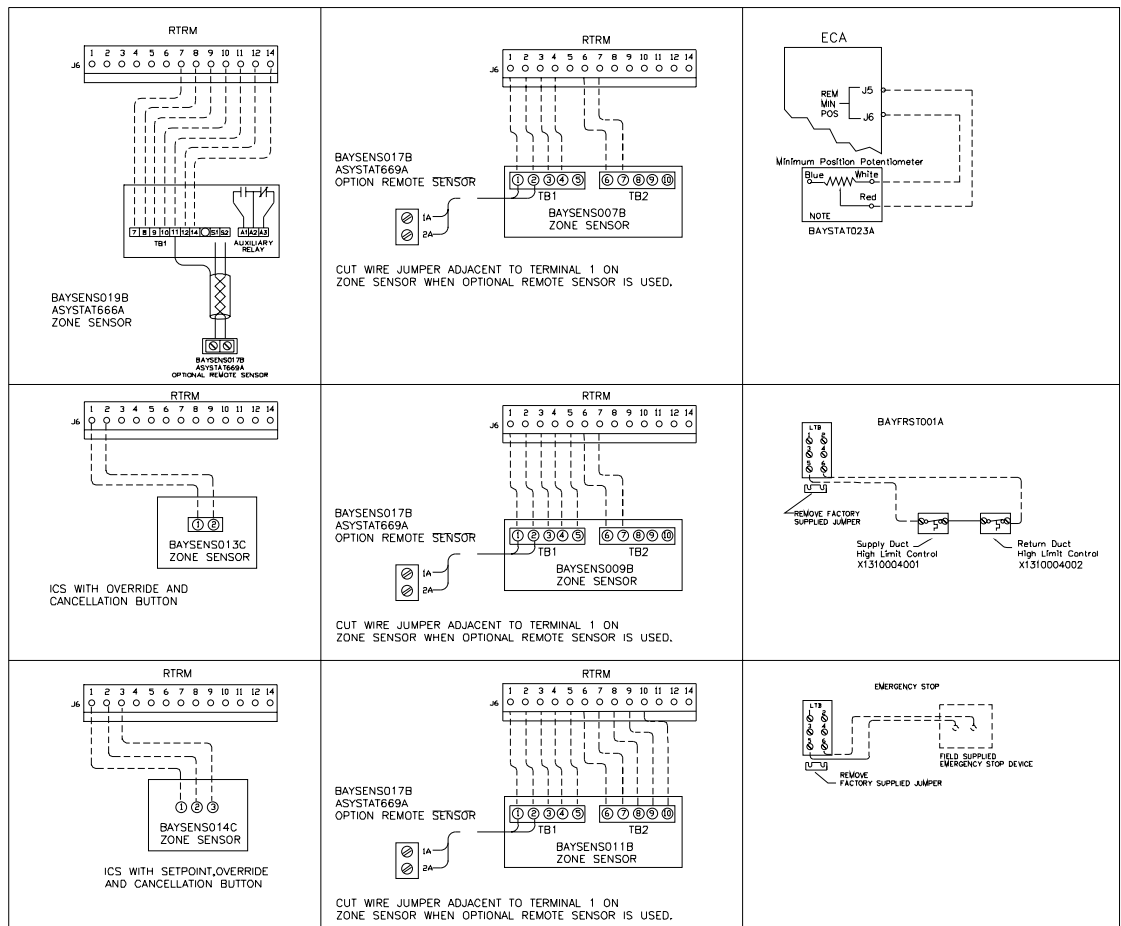 RTRM
1 2 3 4 5 6 7 8 9 10 11 12 14
J6
7 8 9 10 11 12 14 S1 S2 A1 A2 A3
TB1
AUXILIARY
RELAY
BAYSENS019B
ASYSTAT666A
ZONE SENSOR
BAYSENS017B
ASYSTAT669A
OPTIONAL REMOTE SENSOR
RTRM
1 2 3 4 5 6 7 8 9 10 11 12 14
J6
BAYSENS017B
ASYSTAT669A
OPTION REMOTE SENSOR
1 2 3 4 5 6 7 8 9 10
TB1 TB2
1A
2A
BAYSENS007B
ZONE SENSOR
CUT WIRE JUMPER ADJACENT TO TERMINAL 1 ON
ZONE SENSOR WHEN OPTIONAL REMOTE SENSOR IS USED.
ECA
REM
MIN
POS
J5
J6
Minimum Position Potentiometer
Blue White
Red
NOTE
BAYSTAT023A
RTRM
1 2 3 4 5 6 7 8 9 10 11 12 14
J6
1 2
BAYSENS013C
ZONE SENSOR
ICS WITH OVERRIDE AND
CANCELLATION BUTTON
RTRM
1 2 3 4 5 6 7 8 9 10 11 12 14
J6
BAYSENS017B
ASYSTAT669A
OPTION REMOTE SENSOR
1 2 3 4 5 6 7 8 9 10
TB1 TB2
1A
2A
BAYSENS009B
ZONE SENSOR
CUT WIRE JUMPER ADJACENT TO TERMINAL 1 ON
ZONE SENSOR WHEN OPTIONAL REMOTE SENSOR IS USED.
BAYFRST001A
LTB
1 2
3 4
5 6
REMOVE FACTORY
SUPPLIED JUMPER
Supply Duct
High Limit Control
X1310004001
Return Duct
High Limit Control
X1310004002
RTRM
1 2 3 4 5 6 7 8 9 10 11 12 14
J6
1 2 3
BAYSENS014C
ZONE SENSOR
ICS WITH SETPOINT,OVERRIDE
AND CANCELLATION BUTTON
RTRM
1 2 3 4 5 6 7 8 9 10 11 12 14
J6
BAYSENS017B
ASYSTAT669A
OPTION REMOTE SENSOR
1 2 3 4 5 6 7 8 9 10
TB1 TB2
1A
2A
BAYSENS011B
ZONE SENSOR
CUT WIRE JUMPER ADJACENT TO TERMINAL 1 ON
ZONE SENSOR WHEN OPTIONAL REMOTE SENSOR IS USED.
EMERGENCY STOP
LTB
1 2
3 4
5 6
FIELD SUPPLIED
EMERGENCY STOP DEVICE
REMOVE
FACTORY SUPPLIED JUMPER